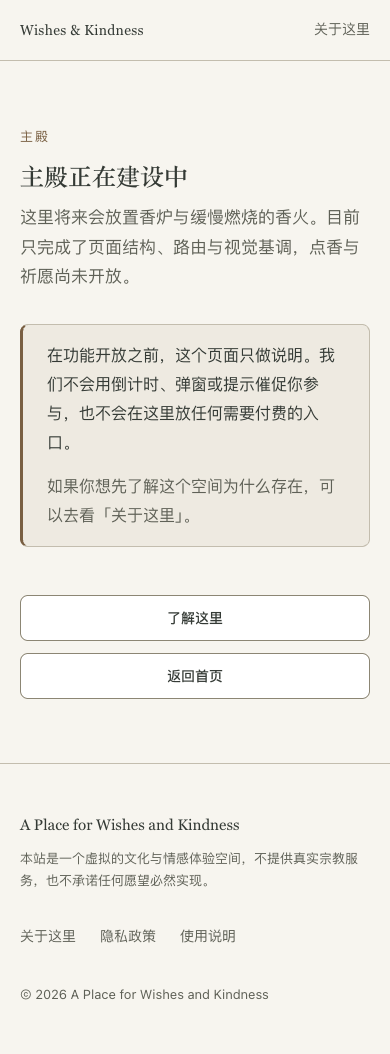 Wishes & Kindness
关于这里
主殿
主殿正在建设中
这里将来会放置香炉与缓慢燃烧的香火。目前
只完成了页面结构、路由与视觉基调，点香与
祈愿尚未开放。
在功能开放之前，这个页面只做说明。我
们不会用倒计时、弹窗或提示催促你参
与，也不会在这里放任何需要付费的入
口。
如果你想先了解这个空间为什么存在，可
以去看「关于这里」。
了解这里
返回首页
A Place for Wishes and Kindness
本站是一个虚拟的文化与情感体验空间，不提供真实宗教服
务，也不承诺任何愿望必然实现。
关于这里 隐私政策 使用说明
© 2026 A Place for Wishes and Kindness